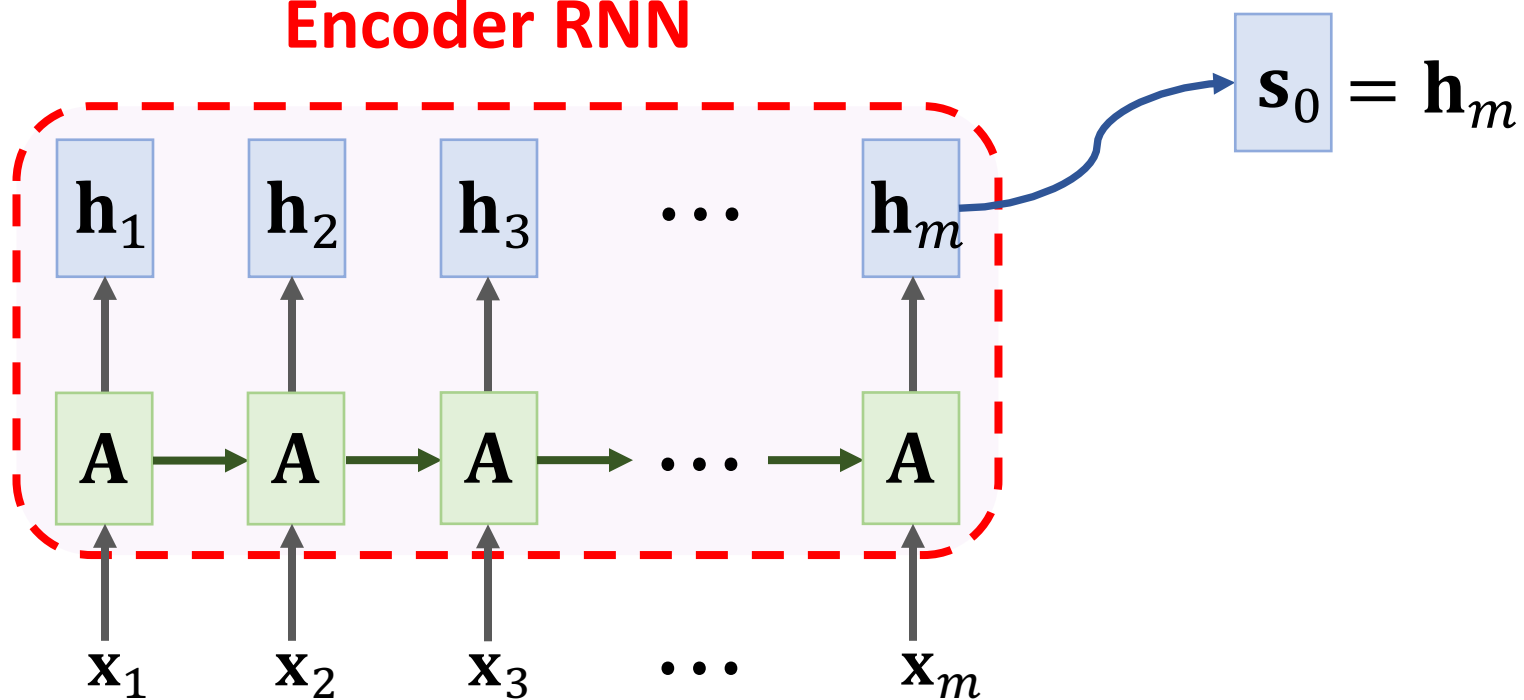 Encoder RNN
s₀ = hₘ
h₁ h₂ h₃ ⋯ hₘ
A A A ⋯ A
x₁ x₂ x₃ ⋯ xₘ